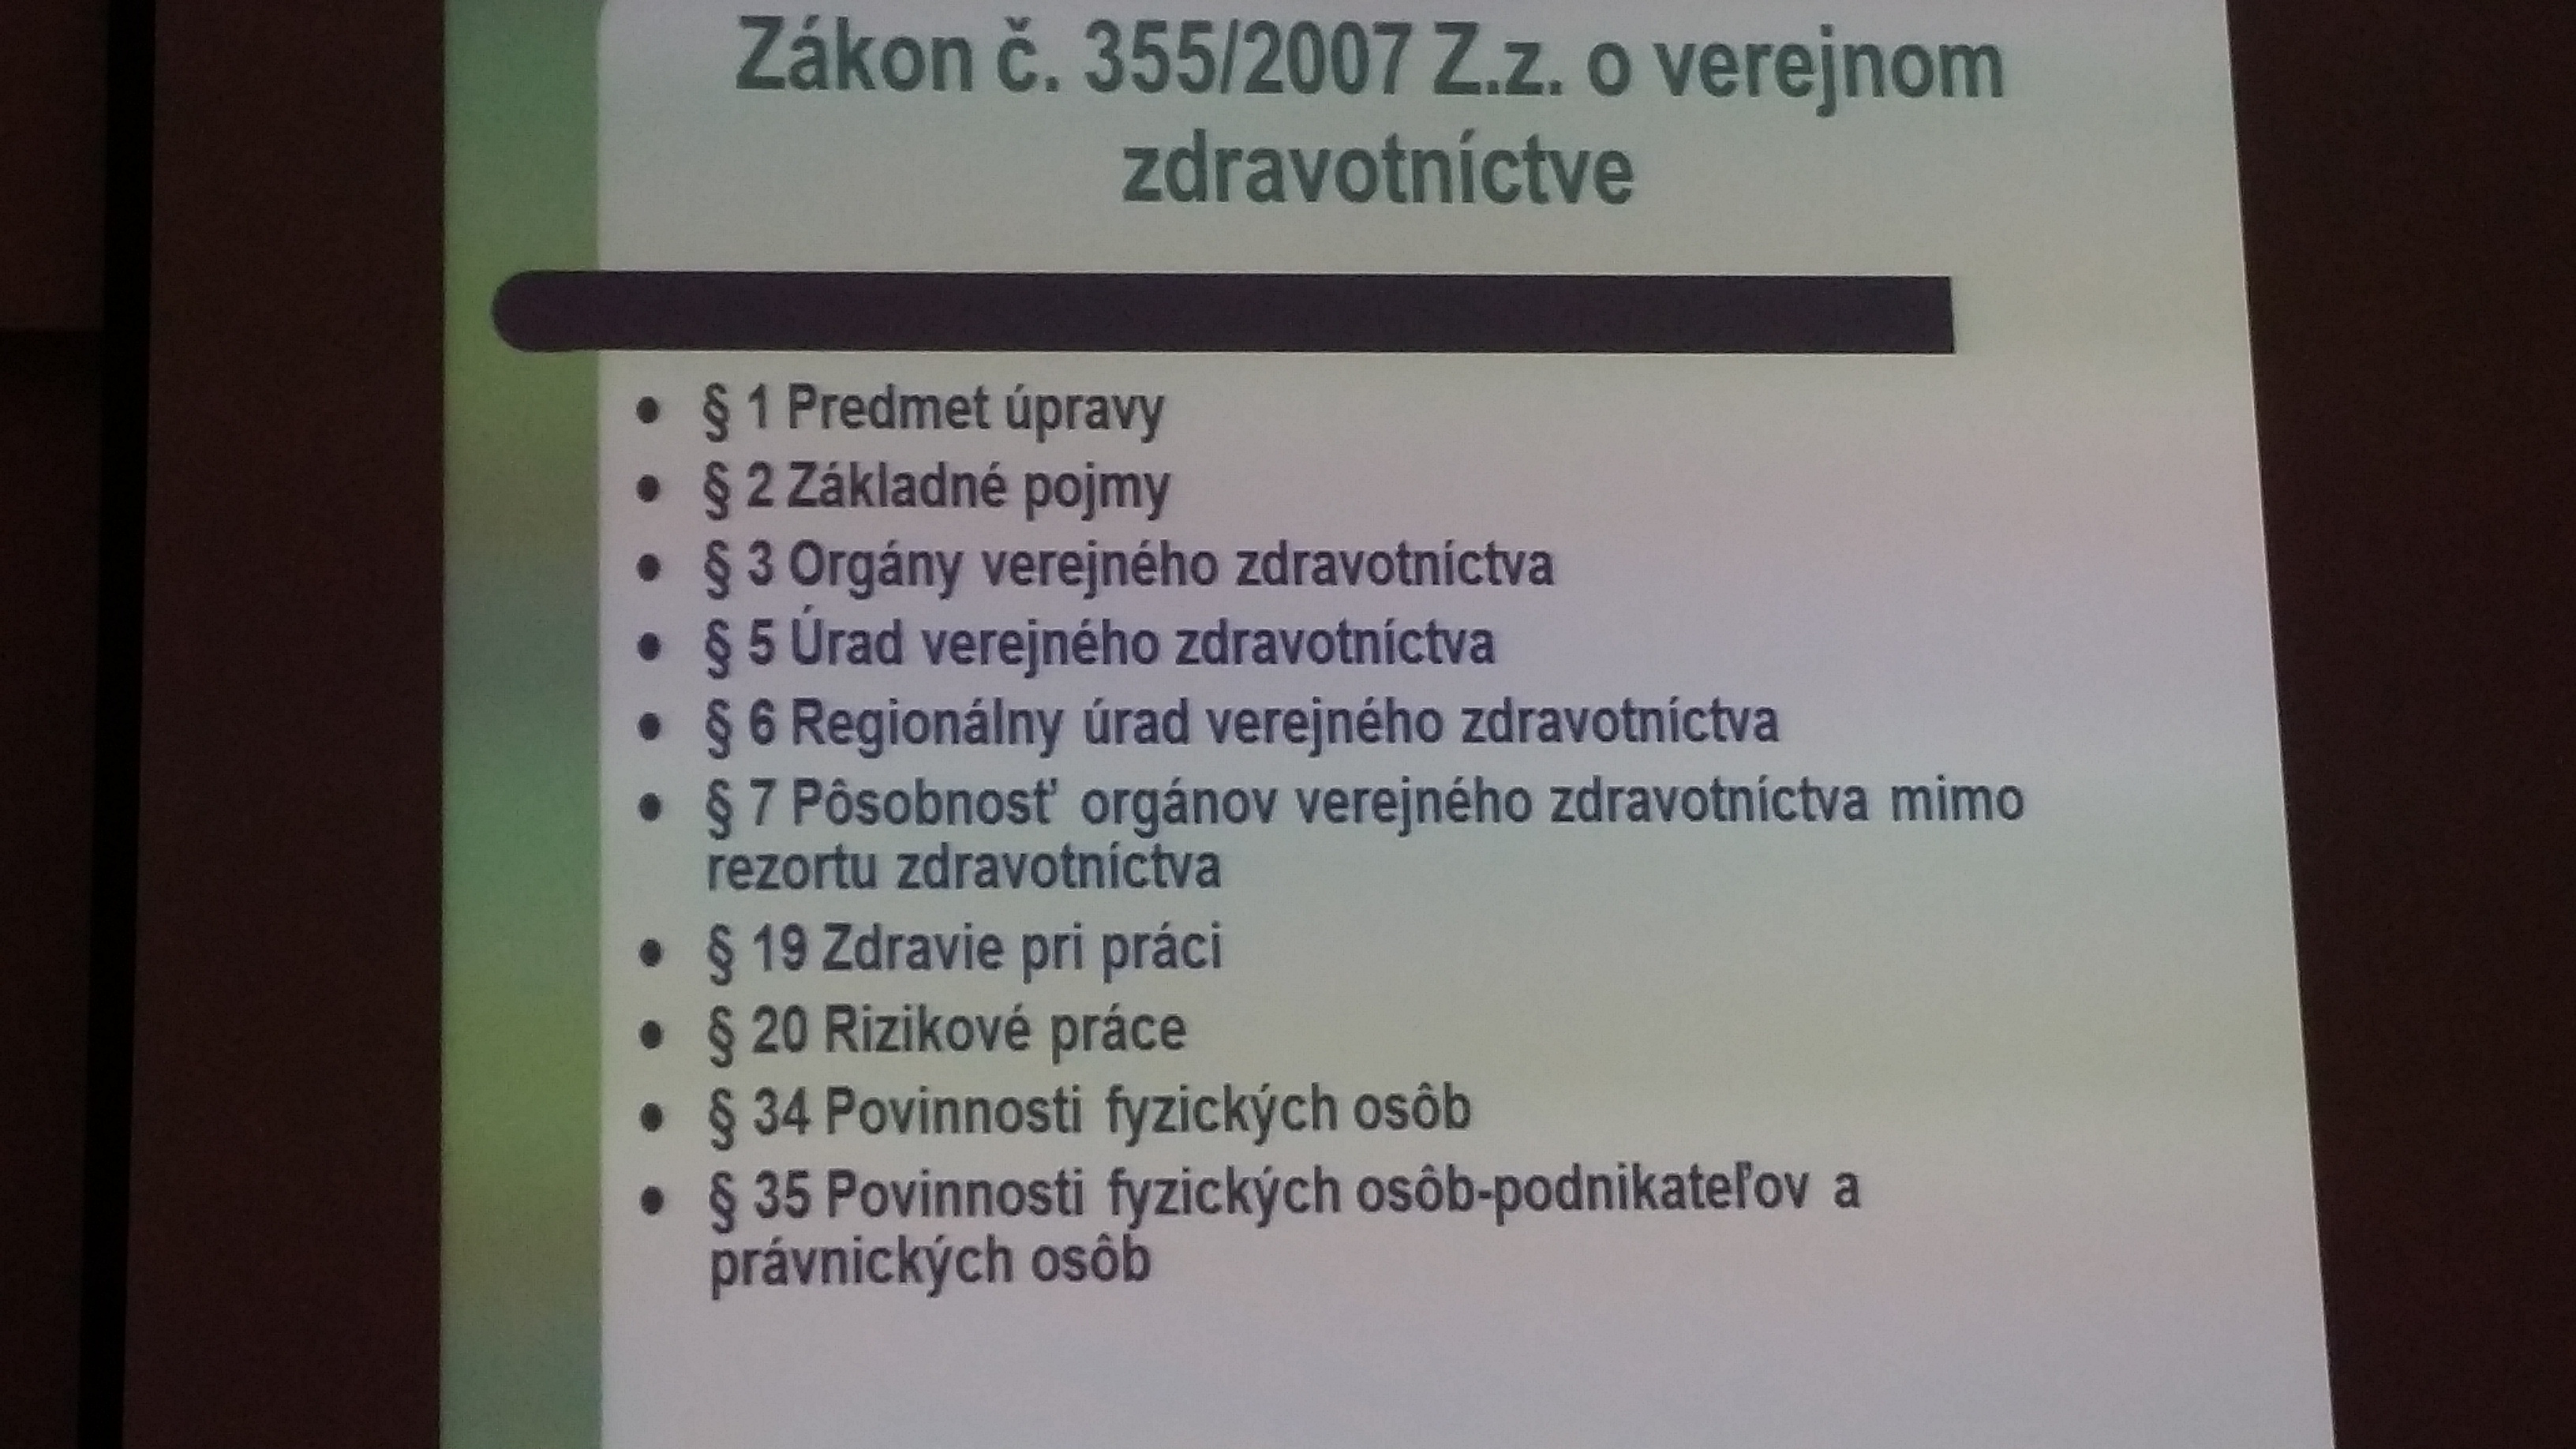 Zákon č. 355/2007 Z.z. o verejnom
zdravotníctve
• § 1 Predmet úpravy
• § 2 Základné pojmy
• § 3 Orgány verejného zdravotníctva
• § 5 Úrad verejného zdravotníctva
• § 6 Regionálny úrad verejného zdravotníctva
• § 7 Pôsobnosť orgánov verejného zdravotníctva mimo
rezortu zdravotníctva
• § 19 Zdravie pri práci
• § 20 Rizikové práce
• § 34 Povinnosti fyzických osôb
• § 35 Povinnosti fyzických osôb-podnikateľov a
právnických osôb